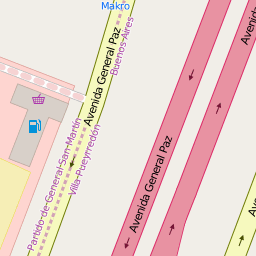 Makro
Avenida General Paz
Buenos Aires
Avenida General Paz
Partido de General San Martín
Villa Pueyrredón
Avenida General Paz